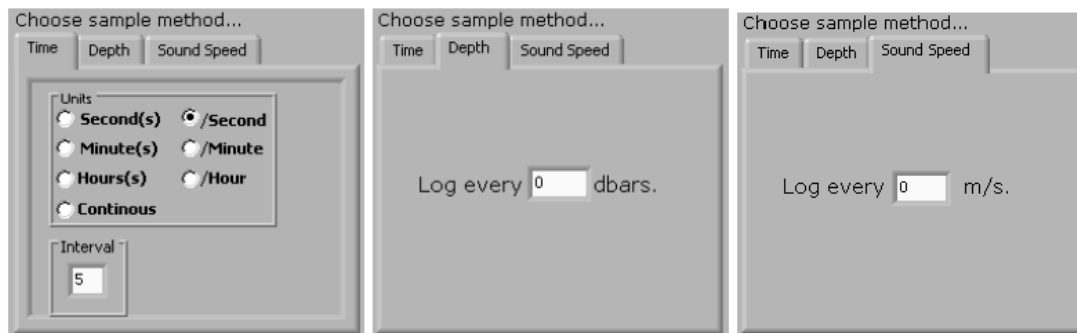 Choose sample method...
Time Depth Sound Speed
Units
Second(s) /Second
Minute(s) /Minute
Hours(s) /Hour
Continous
Interval
5
Choose sample method...
Time Depth Sound Speed
Log every 0 dbars.
Choose sample method...
Time Depth Sound Speed
Log every 0 m/s.